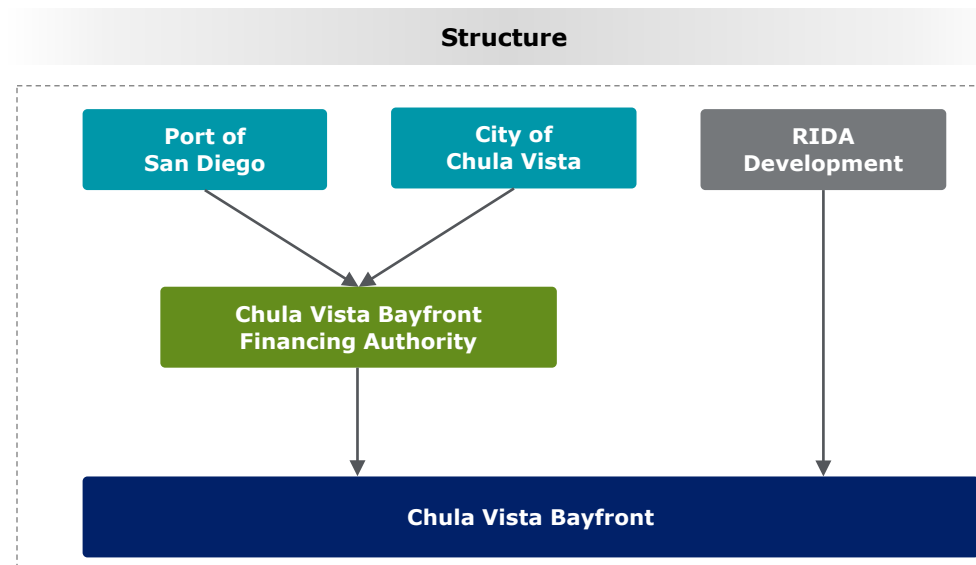 Structure
Port of
San Diego
City of
Chula Vista
RIDA
Development
Chula Vista Bayfront
Financing Authority
Chula Vista Bayfront